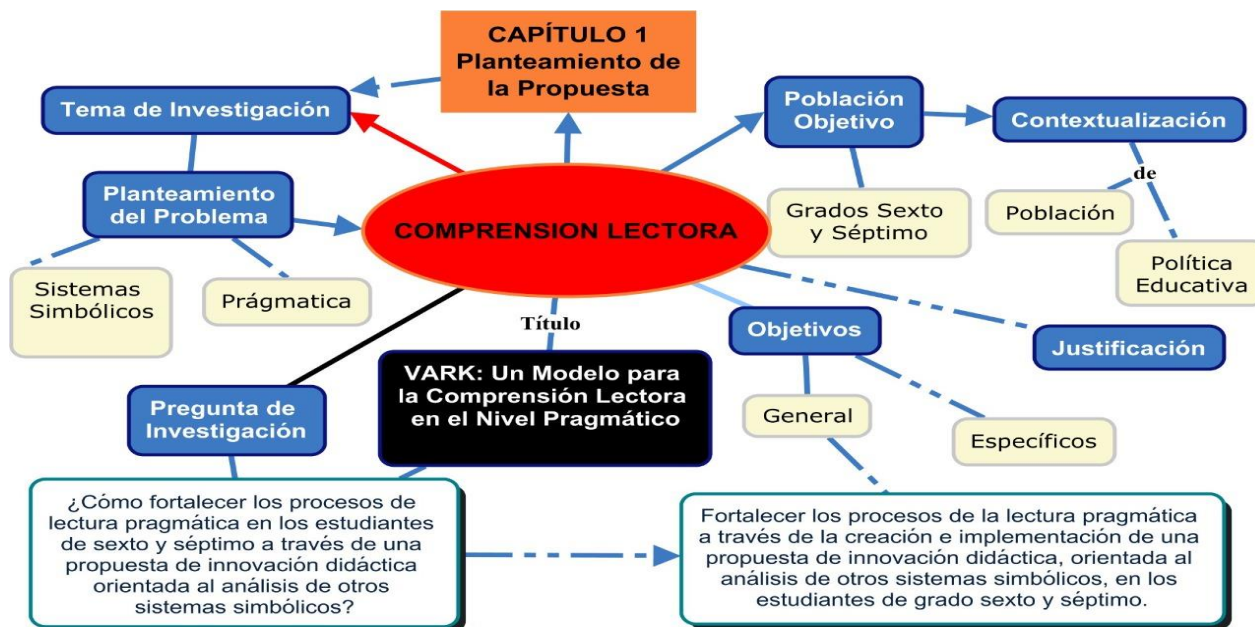 CAPÍTULO 1
Planteamiento de
la Propuesta
Tema de Investigación
Población
Objetivo
Contextualización
Planteamiento
del Problema
de
Grados Sexto
y Séptimo
Población
COMPRENSION LECTORA
Sistemas
Simbólicos
Prágmatica
Política
Educativa
Título
Objetivos
Justificación
VARK: Un Modelo para
la Comprensión Lectora
en el Nivel Pragmático
Pregunta de
Investigación
General
Específicos
¿Cómo fortalecer los procesos de
lectura pragmática en los estudiantes
de sexto y séptimo a través de una
propuesta de innovación didáctica
orientada al análisis de otros
sistemas simbólicos?
Fortalecer los procesos de la lectura pragmática
a través de la creación e implementación de una
propuesta de innovación didáctica, orientada al
análisis de otros sistemas simbólicos, en los
estudiantes de grado sexto y séptimo.